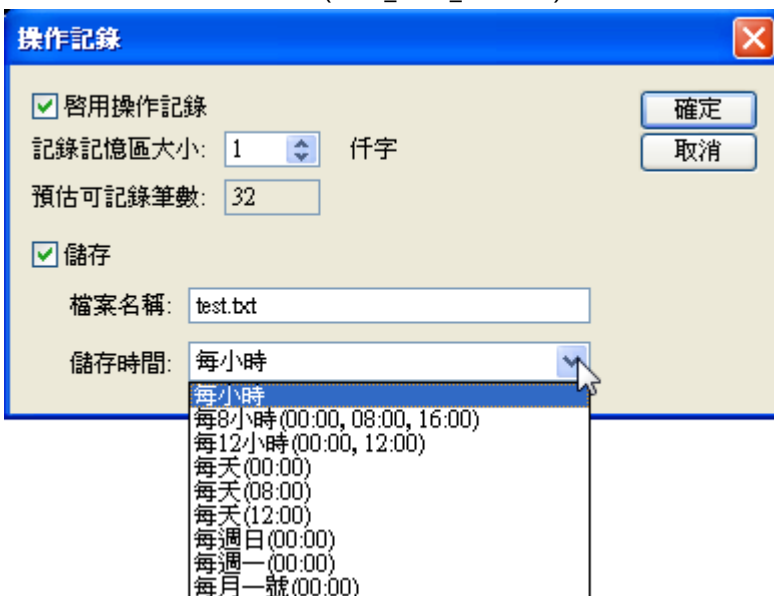 操作記錄
啓用操作記錄
確定
記錄記憶區大小: 1 仟字
取消
預估可記錄筆數: 32
儲存
檔案名稱: test.txt
儲存時間: 每小時
每小時
每8小時(00:00, 08:00, 16:00)
每12小時(00:00, 12:00)
每天(00:00)
每天(08:00)
每天(12:00)
每週日(00:00)
每週一(00:00)
每月一號(00:00)